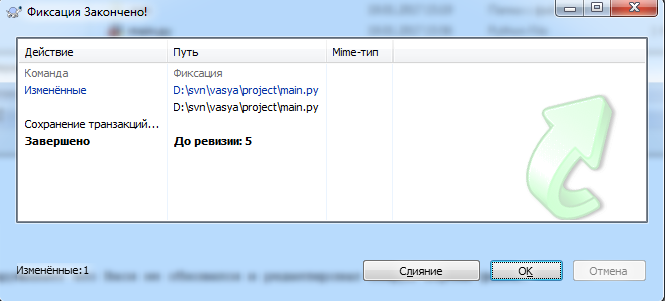 Фиксация Закончено!
Действие Путь Mime-тип
Команда Фиксация
Изменённые D:\svn\vasya\project\main.py
D:\svn\vasya\project\main.py
Сохранение транзакций...
Завершено До ревизии: 5
Изменённые:1 Слияние OK Отмена